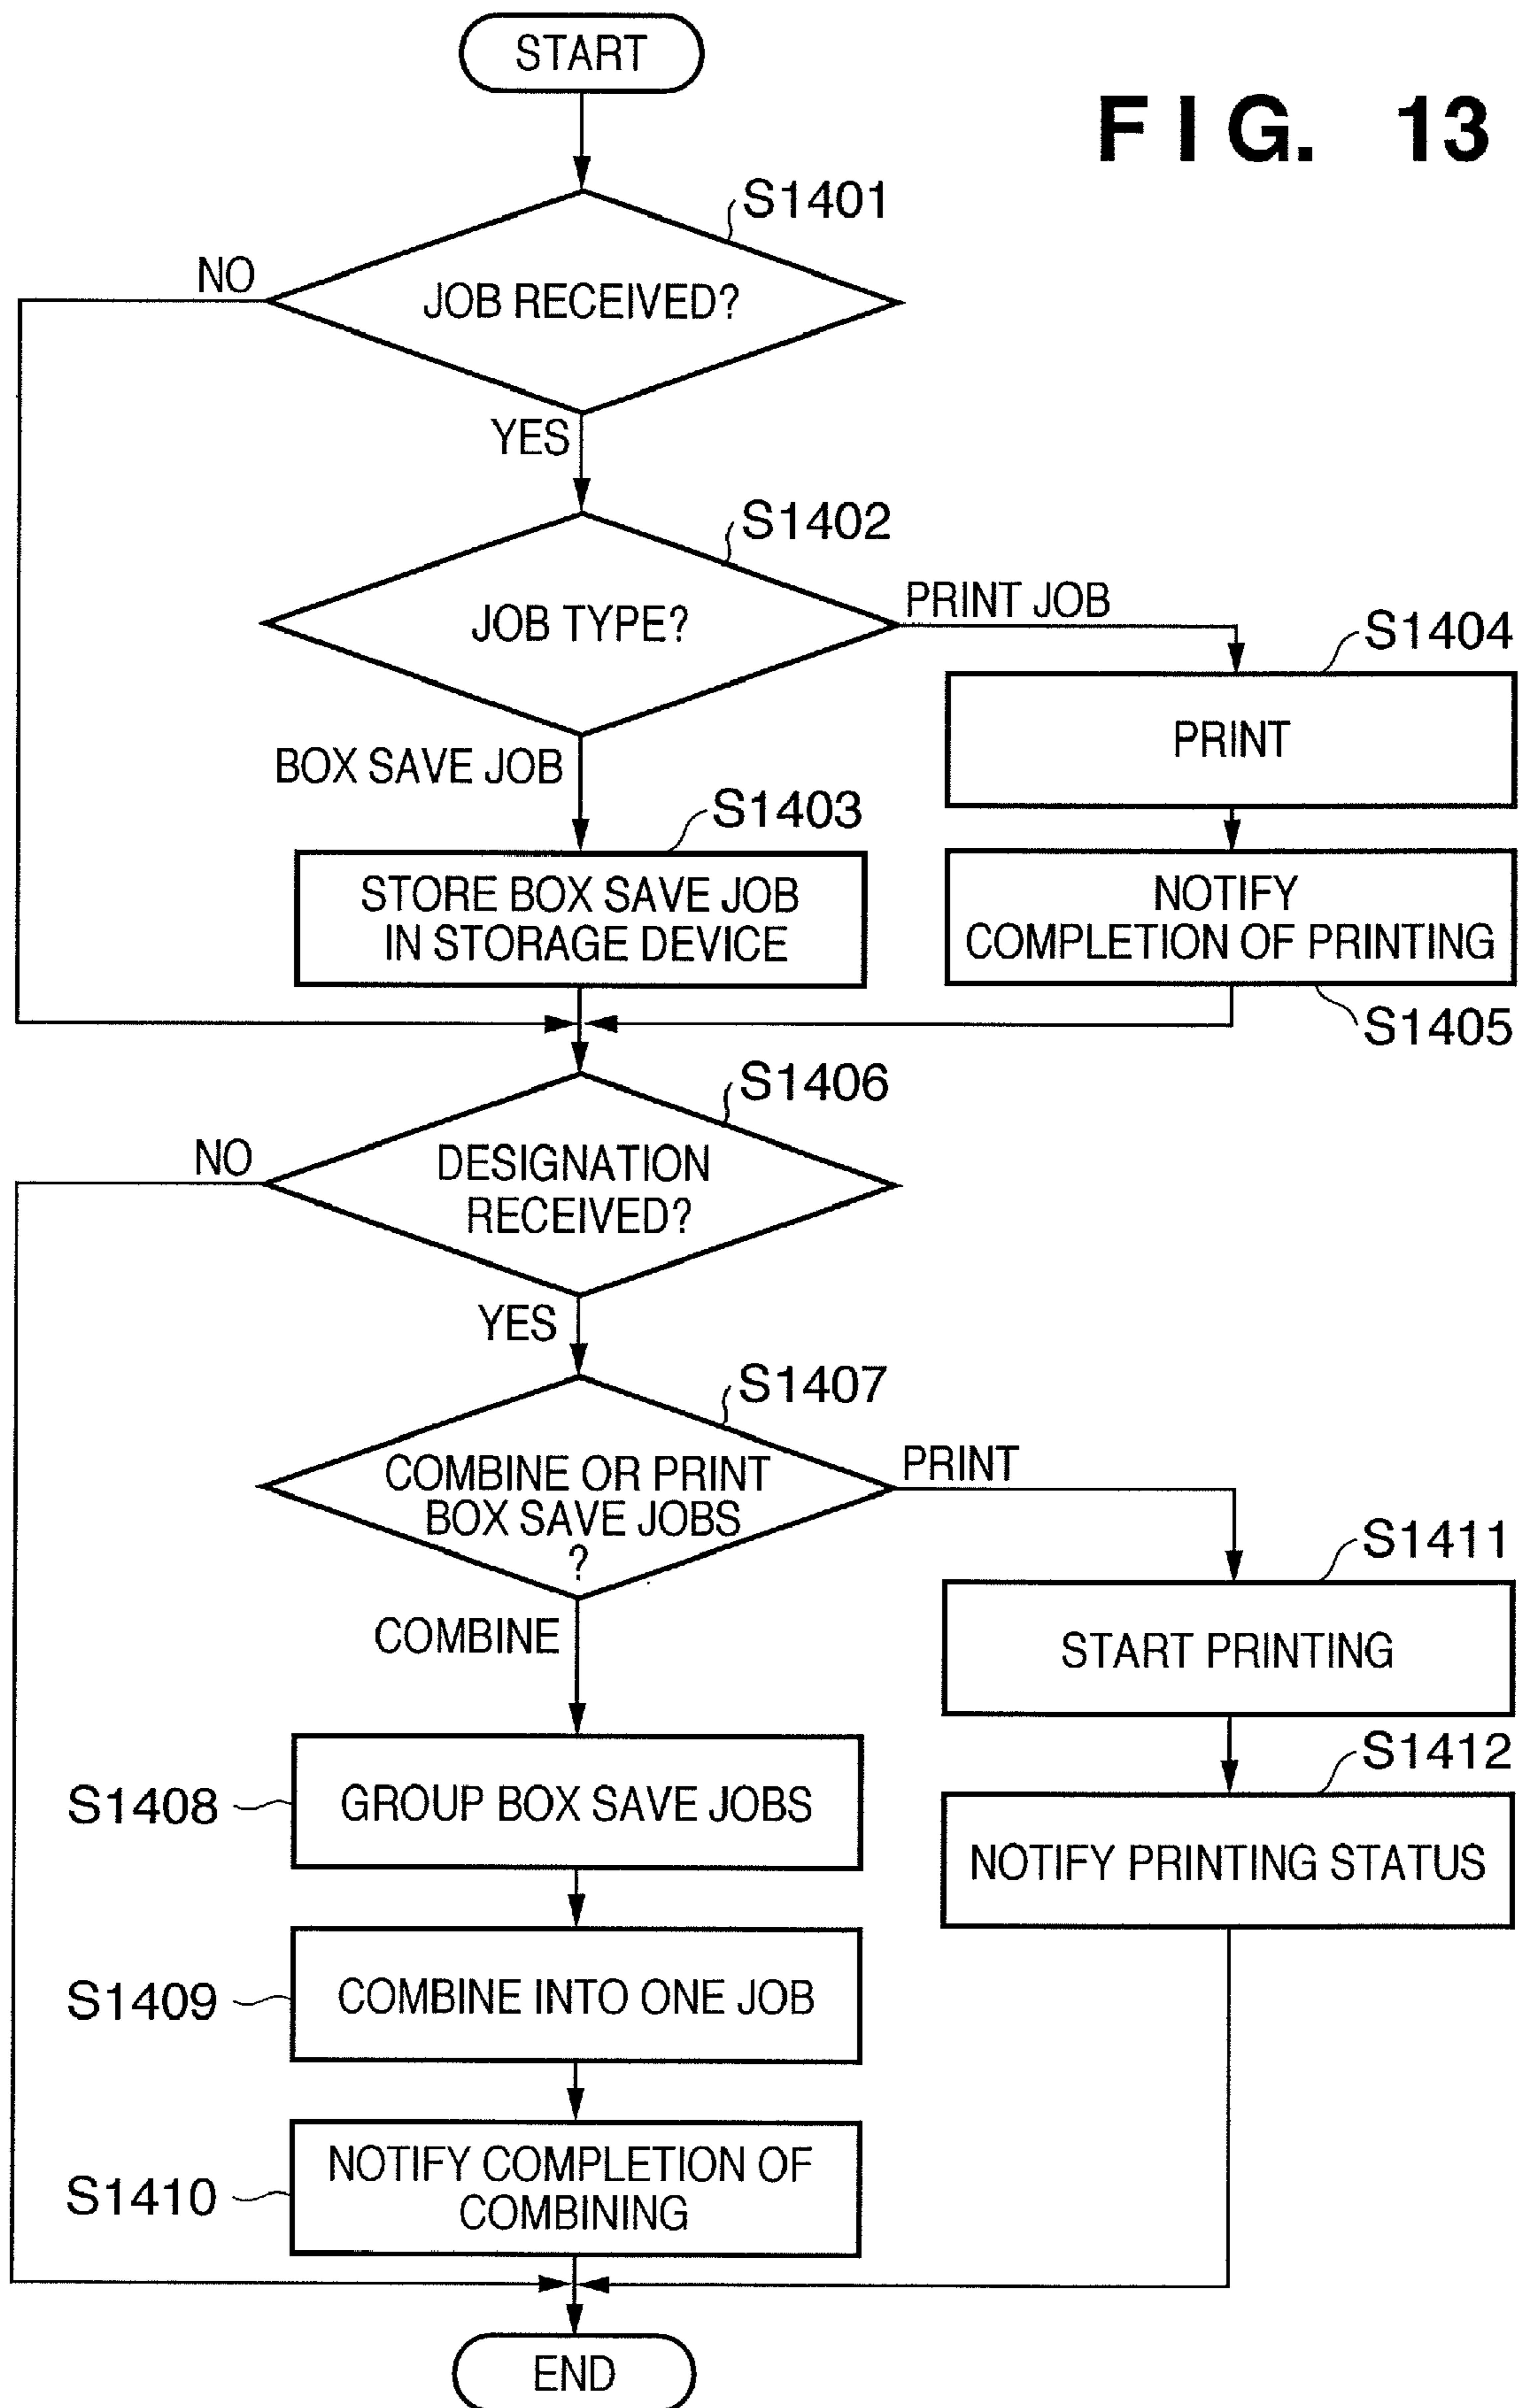 START
F I G. 13
S1401
NO
JOB RECEIVED?
YES
S1402
PRINT JOB
JOB TYPE?
S1404
PRINT
BOX SAVE JOB
S1403
STORE BOX SAVE JOB
IN STORAGE DEVICE
NOTIFY
COMPLETION OF PRINTING
S1405
S1406
NO
DESIGNATION
RECEIVED?
YES
S1407
PRINT
COMBINE OR PRINT
BOX SAVE JOBS
?
S1411
START PRINTING
COMBINE
S1412
S1408
GROUP BOX SAVE JOBS
NOTIFY PRINTING STATUS
S1409
COMBINE INTO ONE JOB
S1410
NOTIFY COMPLETION OF
COMBINING
END